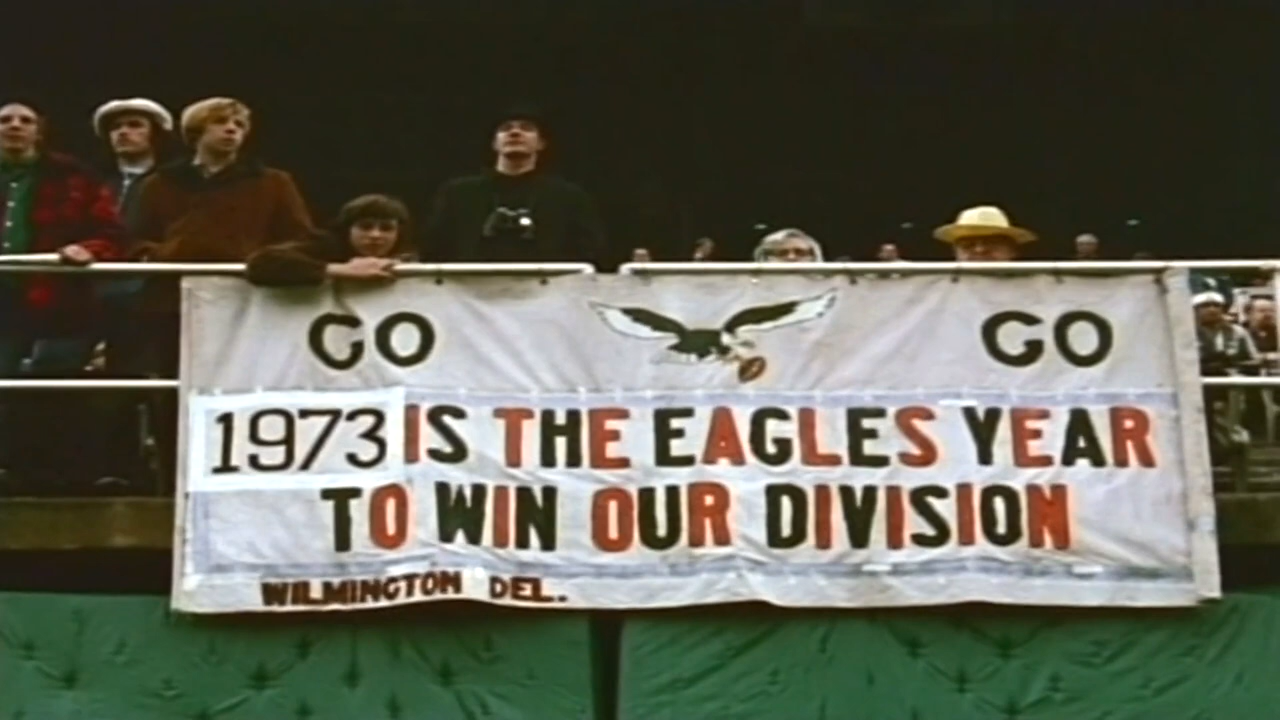 GO GO
1973 IS THE EAGLES YEAR
TO WIN OUR DIVISION
WILMINGTON DEL.